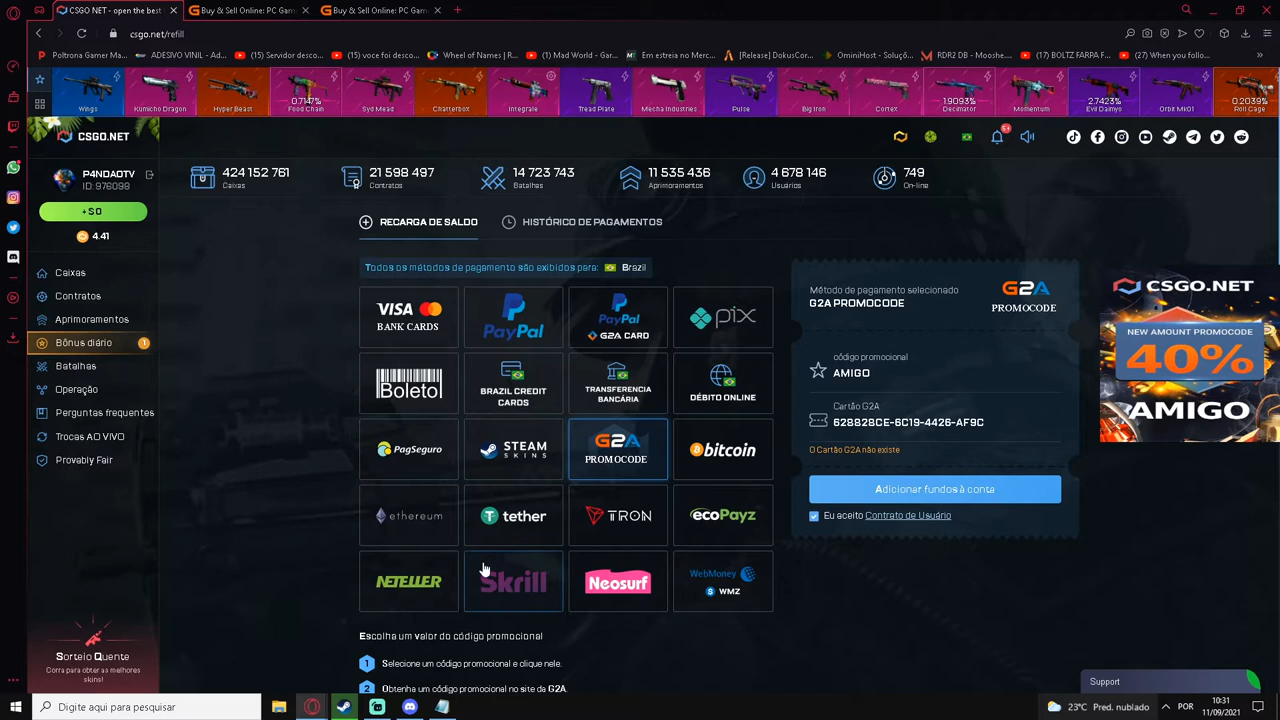 CSGO.NET - open the best
Buy & Sell Online: PC Gam
Buy & Sell Online: PC Gam
csgo.net/refill
Poltrona Gamer Ma...
ADESIVO VINIL - Ad...
(15) Servidor desco...
(15) voce foi desco...
Wheel of Names | R...
(1) Mad World - Gar...
Em estreia no Merc...
[Release] DokusCor...
OminiHost - Soluçõ...
RDR2 DB - Mooshe...
(17) BOLTZ FARPA F...
(27) When you follo...
Wings
Kumicho Dragon
Hyper Beast
0.7147%
Food Chain
Syd Mead
Chatterbox
Integrale
Tread Plate
Mecha Industries
Pulse
Big Iron
Cortex
1.9093%
Decimator
Momentum
2.7423%
Evil Daimyo
Orbit Mk01
0.2039%
Roll Cage
CSGO.NET
5+
P4NDAOTV
ID: 976098
+ $0
4.41
424 152 761
Caixas
21 598 497
Contratos
14 723 743
Batalhas
11 535 436
Aprimoramentos
4 678 146
Usuários
749
On-line
Caixas
Contratos
Aprimoramentos
Bônus diário
1
Batalhas
Operação
Perguntas frequentes
Trocas AO VIVO
Provably Fair
Sorteio Quente
Corra para obter as melhores
skins!
RECARGA DE SALDO
HISTÓRICO DE PAGAMENTOS
Todos os métodos de pagamento são exibidos para: Brazil
VISA
BANK CARDS
PayPal
PayPal
G2A CARD
pix
Boleto
BRAZIL CREDIT
CARDS
TRANSFERENCIA
BANCÁRIA
DÉBITO ONLINE
PagSeguro
STEAM
SKINS
G2A
PROMOCODE
bitcoin
ethereum
tether
TRON
ecoPayz
NETELLER
Skrill
Neosurf
WebMoney
WMZ
Escolha um valor do código promocional
1 Selecione um código promocional e clique nele.
2 Obtenha um código promocional no site da G2A.
Método de pagamento selecionado
G2A PROMOCODE
G2A
PROMOCODE
código promocional
AMIGO
Cartão G2A
628828CE-6C19-4426-AF9C
O Cartão G2A não existe
Adicionar fundos à conta
Eu aceito Contrato de Usuário
CSGO.NET
NEW AMOUNT PROMOCODE
40%
AMIGO
Support
Digite aqui para pesquisar
23°C Pred. nublado
POR
10:31
11/09/2021